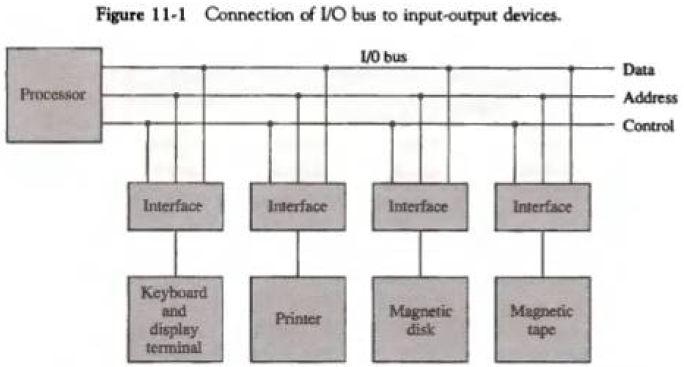 Figure 11-1 Connection of I/O bus to input-output devices.
I/O bus
Processor
Data
Address
Control
Interface
Interface
Interface
Interface
Keyboard
and
display
terminal
Printer
Magnetic
disk
Magnetic
tape